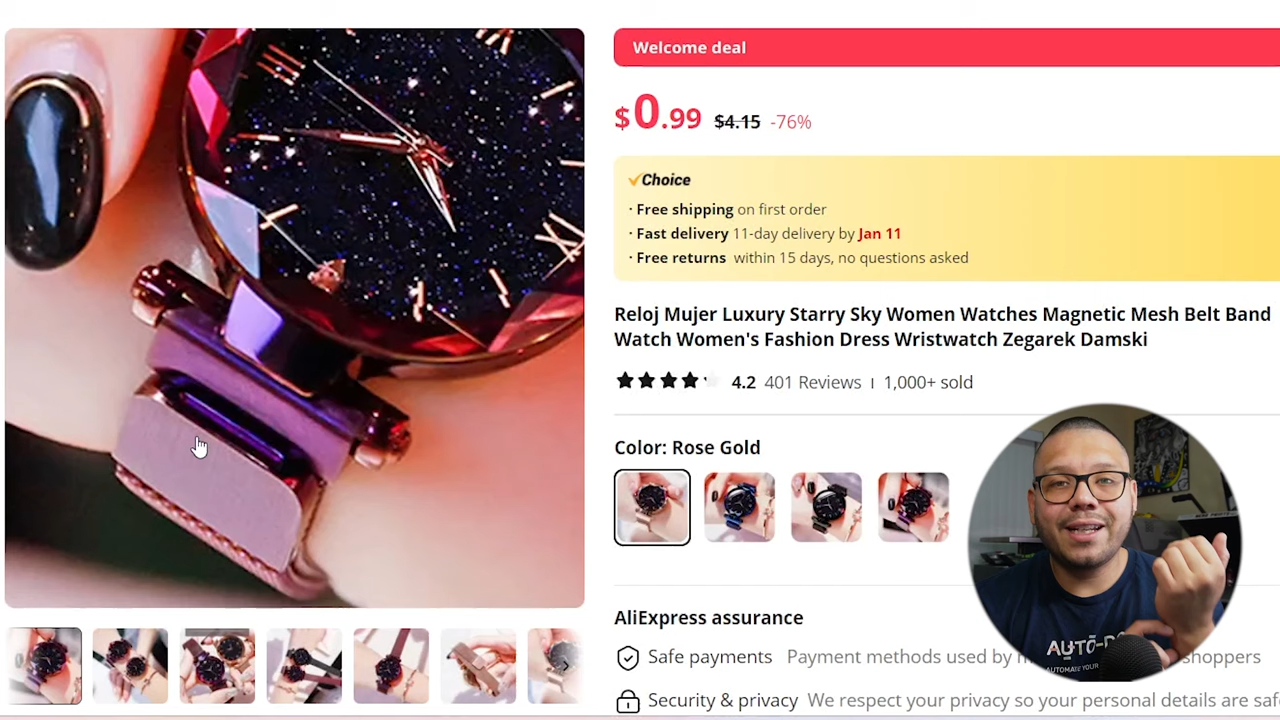 Welcome deal
$0.99 $4.15 -76%
Choice
· Free shipping on first order
· Fast delivery 11-day delivery by Jan 11
· Free returns within 15 days, no questions asked
Reloj Mujer Luxury Starry Sky Women Watches Magnetic Mesh Belt Band
Watch Women's Fashion Dress Wristwatch Zegarek Damski
4.2 401 Reviews | 1,000+ sold
Color: Rose Gold
AliExpress assurance
Safe payments Payment methods used by shoppers
AUTO-D
AUTOMATE YOUR
Security & privacy We respect your privacy so your personal details are saf